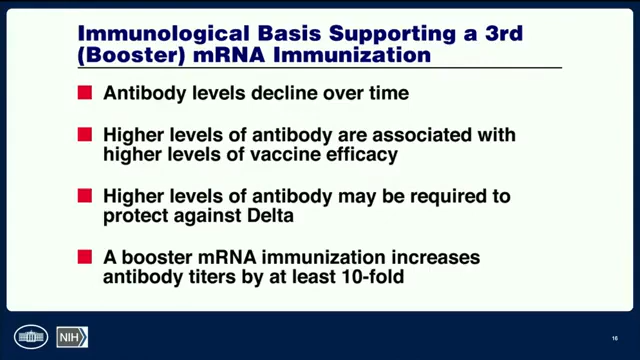 Immunological Basis Supporting a 3rd
(Booster) mRNA Immunization
Antibody levels decline over time
Higher levels of antibody are associated with
higher levels of vaccine efficacy
Higher levels of antibody may be required to
protect against Delta
A booster mRNA immunization increases
antibody titers by at least 10-fold
NIH
16